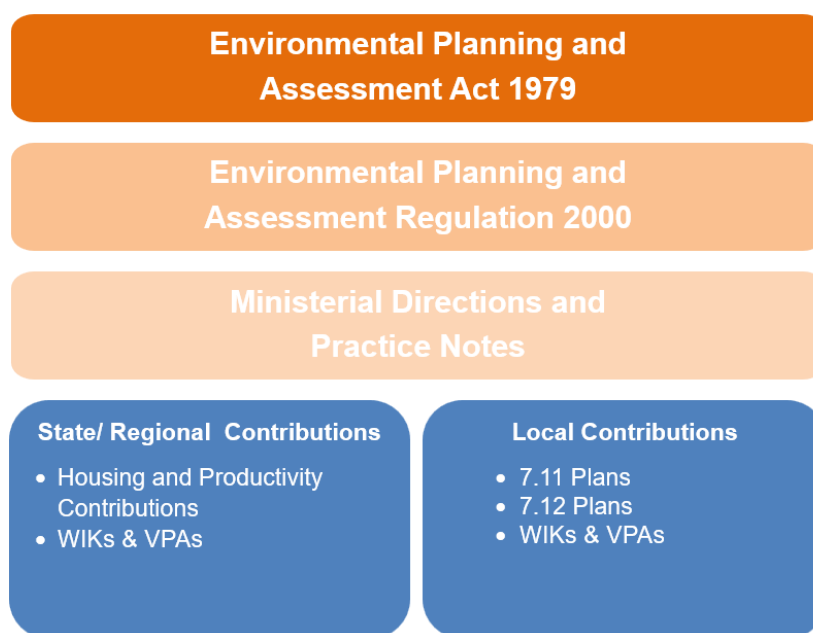 Environmental Planning and
Assessment Act 1979
Environmental Planning and
Assessment Regulation 2000
Ministerial Directions and
Practice Notes
State/ Regional  Contributions
• Housing and Productivity
Contributions
• WIKs & VPAs
Local Contributions
• 7.11 Plans
• 7.12 Plans
• WIKs & VPAs